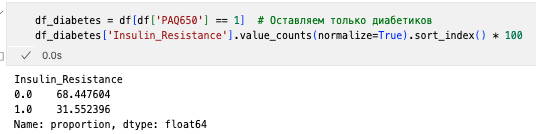 df_diabetes = df[df['PAQ650'] == 1]  # Оставляем только диабетиков
df_diabetes['Insulin_Resistance'].value_counts(normalize=True).sort_index() * 100
0.0s
Insulin_Resistance
0.0    68.447604
1.0    31.552396
Name: proportion, dtype: float64